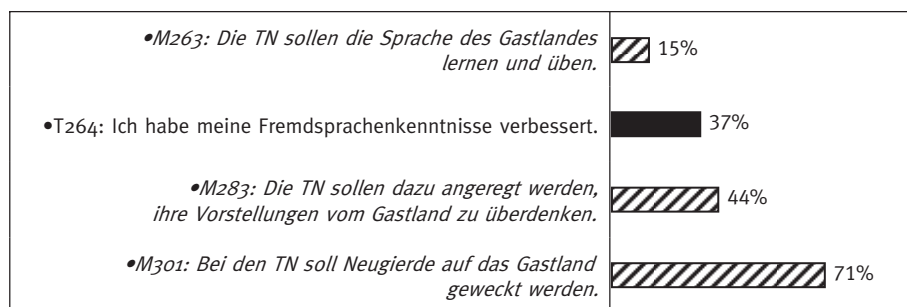 •M263: Die TN sollen die Sprache des Gastlandes
lernen und üben.
15%
•T264: Ich habe meine Fremdsprachenkenntnisse verbessert.
37%
•M283: Die TN sollen dazu angeregt werden,
ihre Vorstellungen vom Gastland zu überdenken.
44%
•M301: Bei den TN soll Neugierde auf das Gastland
geweckt werden.
71%